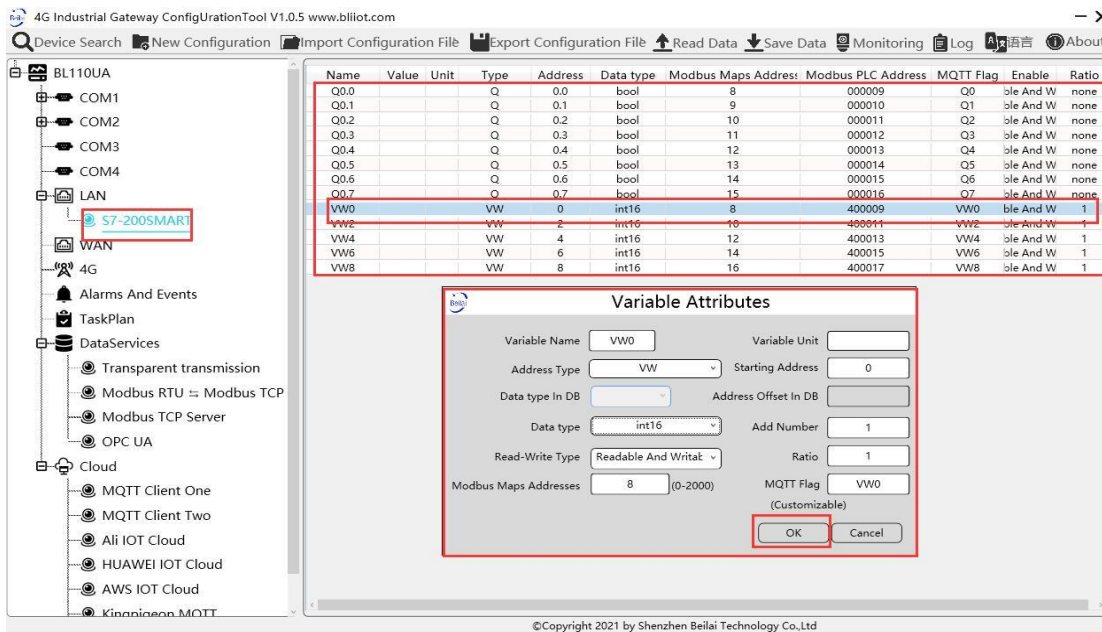 4G Industrial Gateway ConfigUrationTool V1.0.5 www.bliiot.com
Device Search New Configuration Import Configuration File Export Configuration File Read Data Save Data Monitoring Log 语言 About
BL110UA
COM1
COM2
COM3
COM4
LAN
S7-200SMART
WAN
4G
Alarms And Events
TaskPlan
DataServices
Transparent transmission
Modbus RTU ⇆ Modbus TCP
Modbus TCP Server
OPC UA
Cloud
MQTT Client One
MQTT Client Two
Ali IOT Cloud
HUAWEI IOT Cloud
AWS IOT Cloud
Kingpigeon MQTT
Name Value Unit Type Address Data type Modbus Maps Address Modbus PLC Address MQTT Flag Enable Ratio
Q0.0 Q 0.0 bool 8 000009 Q0 ble And W none
Q0.1 Q 0.1 bool 9 000010 Q1 ble And W none
Q0.2 Q 0.2 bool 10 000011 Q2 ble And W none
Q0.3 Q 0.3 bool 11 000012 Q3 ble And W none
Q0.4 Q 0.4 bool 12 000013 Q4 ble And W none
Q0.5 Q 0.5 bool 13 000014 Q5 ble And W none
Q0.6 Q 0.6 bool 14 000015 Q6 ble And W none
Q0.7 Q 0.7 bool 15 000016 Q7 ble And W none
VW0 VW 0 int16 8 400009 VW0 ble And W 1
VW2 VW 2 int16 10 400011 VW2 ble And W 1
VW4 VW 4 int16 12 400013 VW4 ble And W 1
VW6 VW 6 int16 14 400015 VW6 ble And W 1
VW8 VW 8 int16 16 400017 VW8 ble And W 1
Beilai Variable Attributes
Variable Name VW0 Variable Unit
Address Type VW Starting Address 0
Data type In DB Address Offset In DB
Data type int16 Add Number 1
Read-Write Type Readable And Writab Ratio 1
Modbus Maps Addresses 8 (0-2000) MQTT Flag VW0
(Customizable)
OK Cancel
©Copyright 2021 by Shenzhen Beilai Technology Co.,Ltd